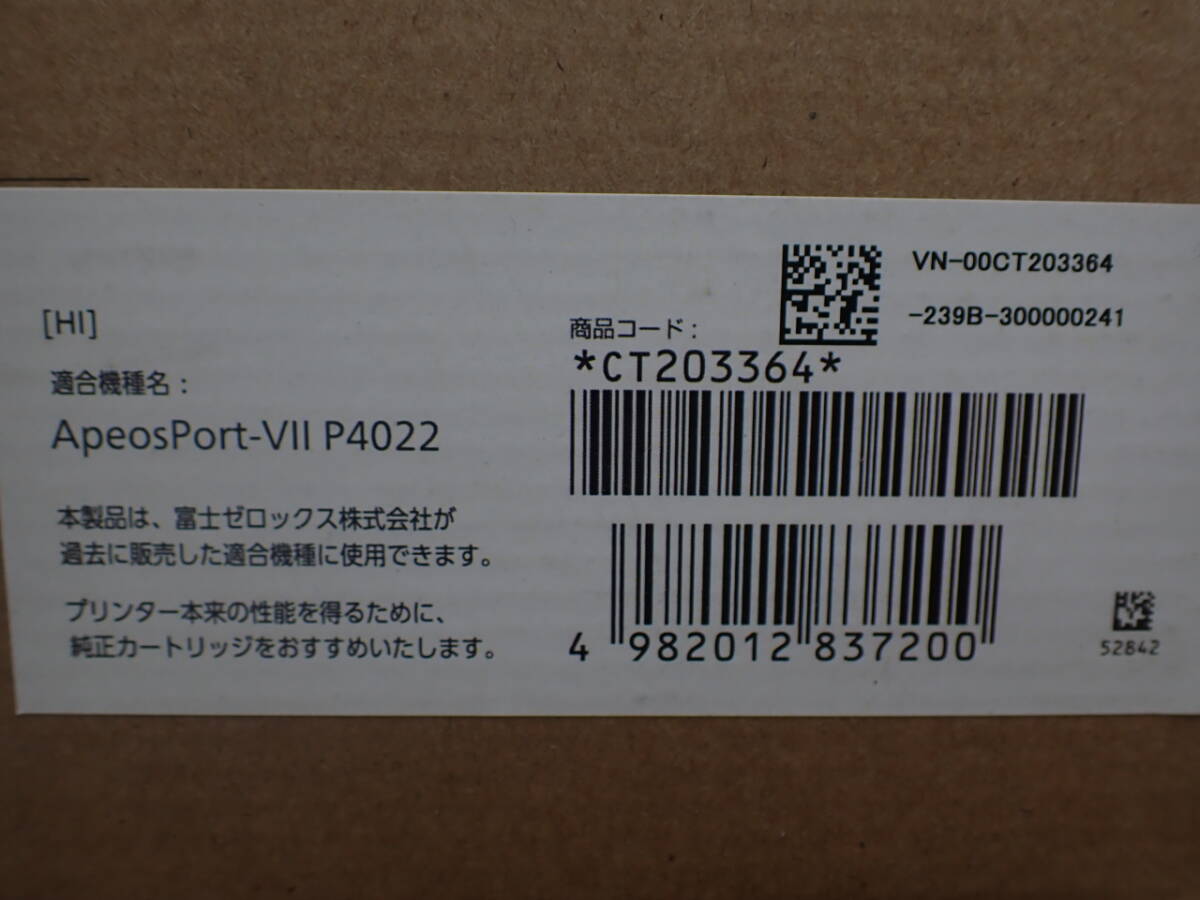 [HI]
適合機種名：
ApeosPort-VII P4022
本製品は、富士ゼロックス株式会社が
過去に販売した適合機種に使用できます。
プリンター本来の性能を得るために、
純正カートリッジをおすすめいたします。
商品コード：
*CT203364*
VN-00CT203364
-239B-300000241
4 982012 837200
52842